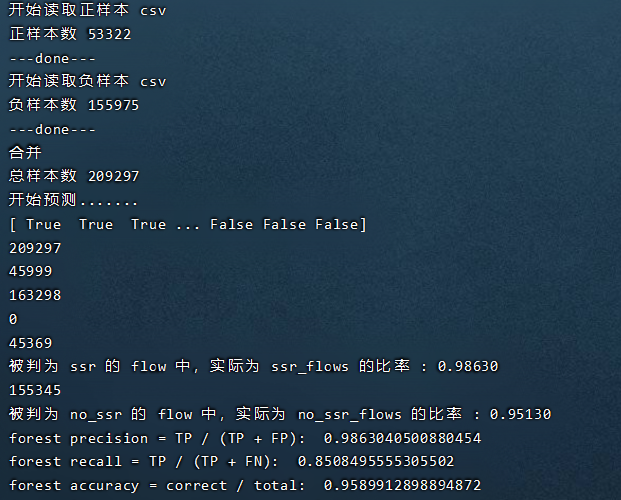 开始读取正样本 csv
正样本数 53322
---done---
开始读取负样本 csv
负样本数 155975
---done---
合并
总样本数 209297
开始预测.......
[ True  True  True ... False False False]
209297
45999
163298
0
45369
被判为 ssr 的 flow 中，实际为 ssr_flows 的比率 : 0.98630
155345
被判为 no_ssr 的 flow 中，实际为 no_ssr_flows 的比率 : 0.95130
forest precision = TP / (TP + FP):  0.9863040500880454
forest recall = TP / (TP + FN):  0.8508495555305502
forest accuracy = correct / total:  0.9589912898894872